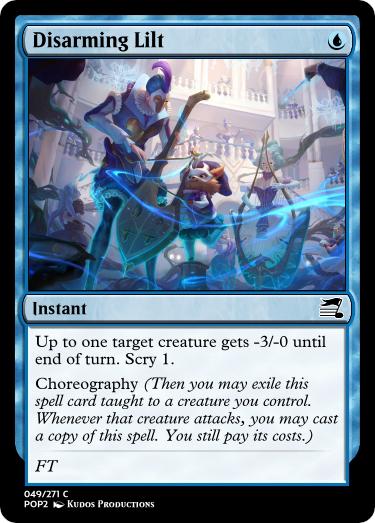 Disarming Lilt
Instant
Up to one target creature gets -3/-0 until
end of turn. Scry 1.
Choreography (Then you may exile this
spell card taught to a creature you control.
Whenever that creature attacks, you may cast
a copy of this spell. You still pay its costs.)
FT
049/271 C
POP2 Kudos Productions